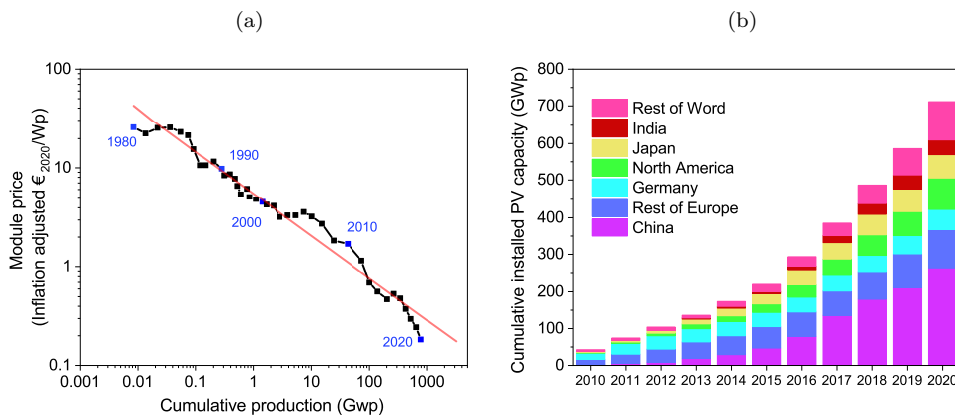 (a)
Module price
(Inflation adjusted €2020/Wp)
100
10
1
0.1
1980
1990
2000
2010
2020
0.001 0.01 0.1 1 10 100 1000
Cumulative production (Gwp)
(b)
Cumulative installed PV capacity (GWp)
800
700
600
500
400
300
200
100
0
Rest of Word
India
Japan
North America
Germany
Rest of Europe
China
2010 2011 2012 2013 2014 2015 2016 2017 2018 2019 2020